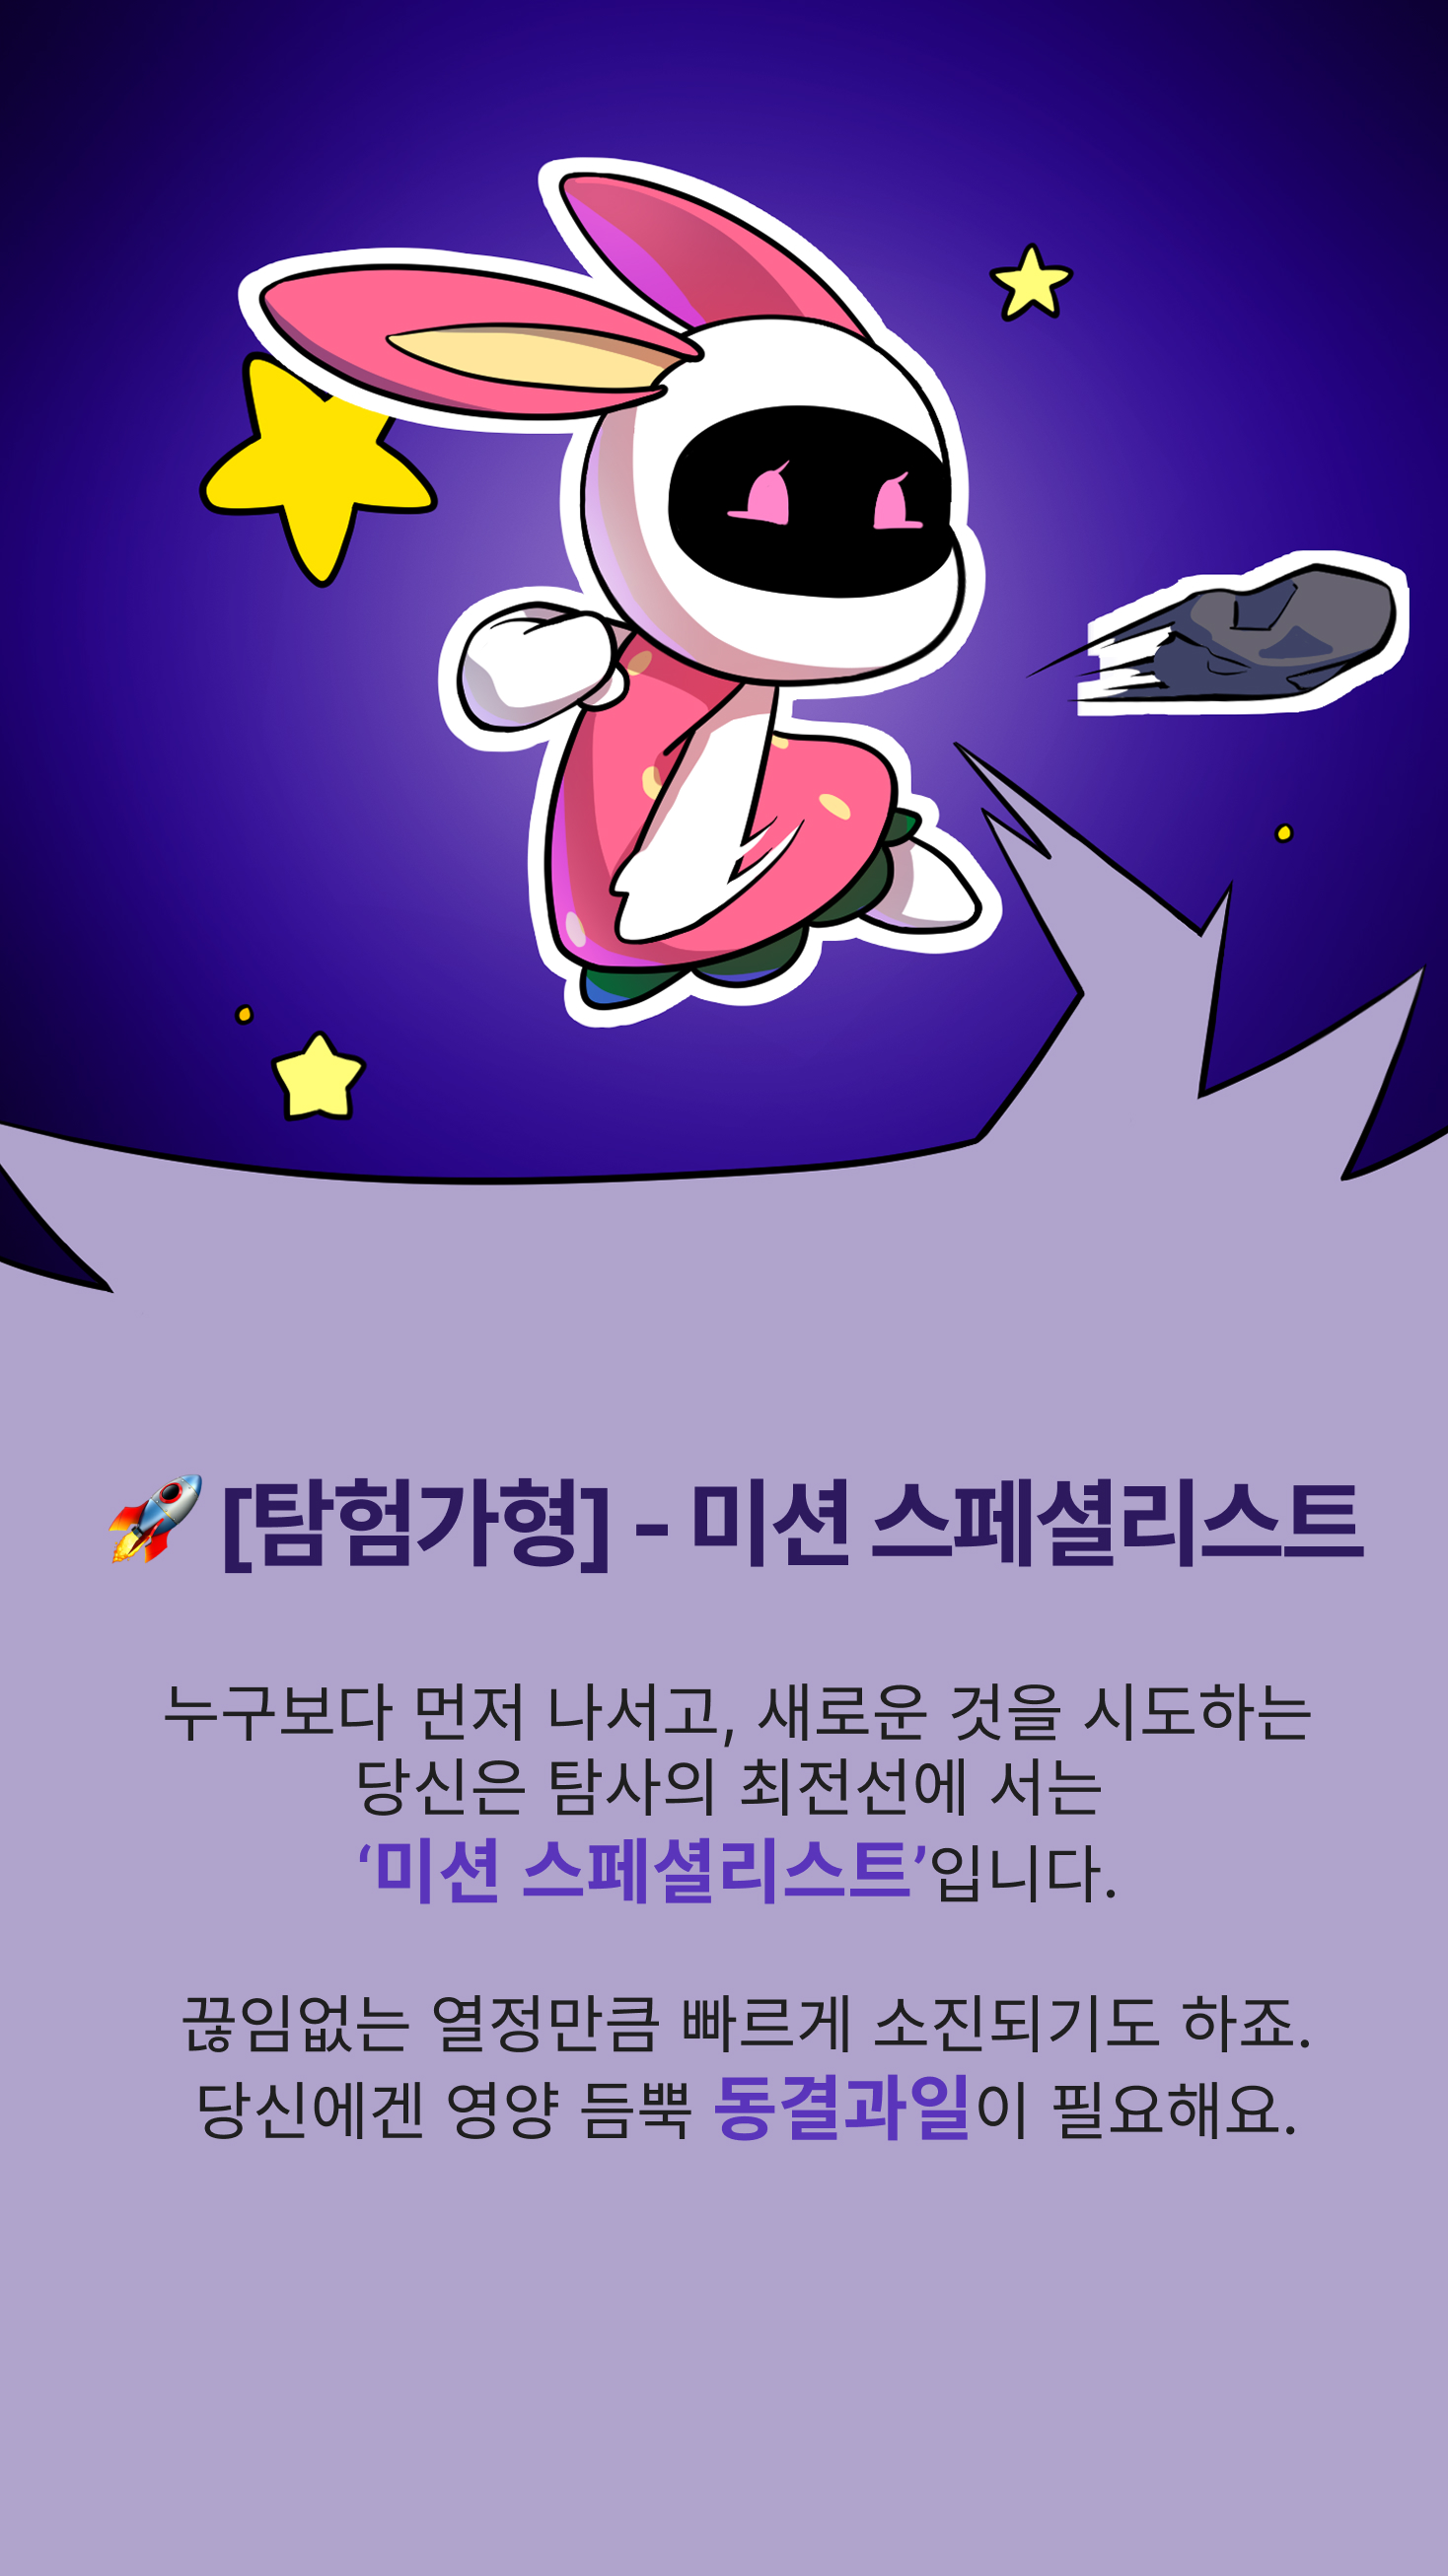 🚀 [탐험가형] - 미션 스페셜리스트
누구보다 먼저 나서고, 새로운 것을 시도하는
당신은 탐사의 최전선에 서는
‘미션 스페셜리스트’입니다.
끊임없는 열정만큼 빠르게 소진되기도 하죠.
당신에겐 영양 듬뿍 동결과일이 필요해요.